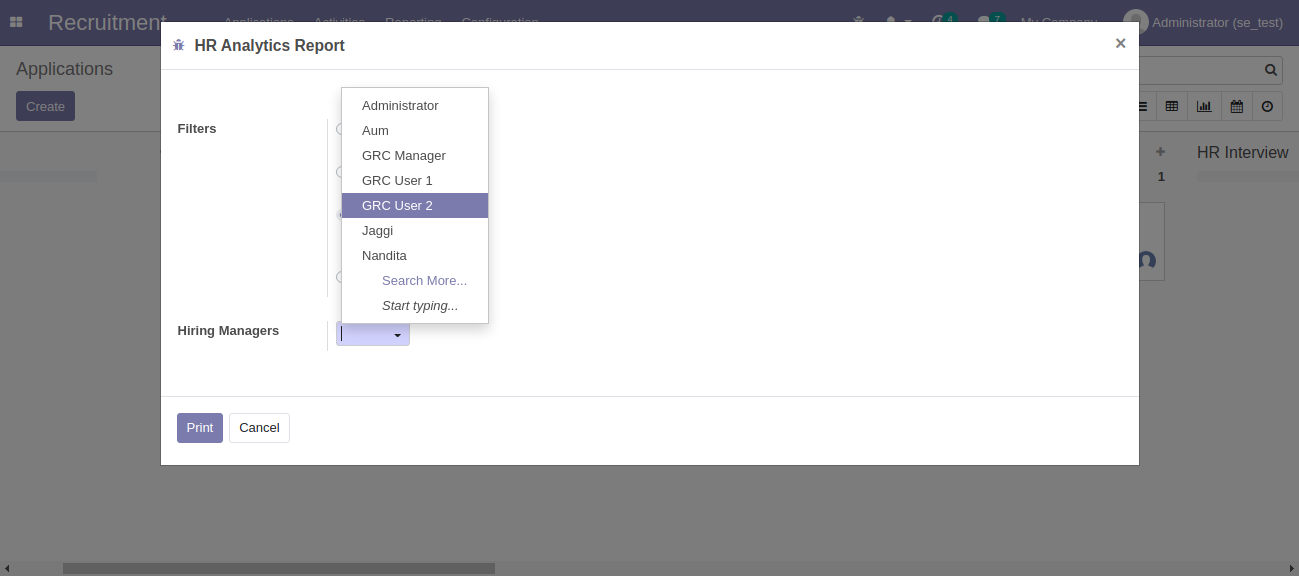 Recruitment
Applications Activities Reporting Configuration
4
7
My Company
Administrator (se_test)
HR Analytics Report
×
Applications
Create
Administrator
Aum
GRC Manager
GRC User 1
GRC User 2
Jaggi
Nandita
Search More...
Start typing...
Filters
HR Interview
1
Hiring Managers
Print
Cancel